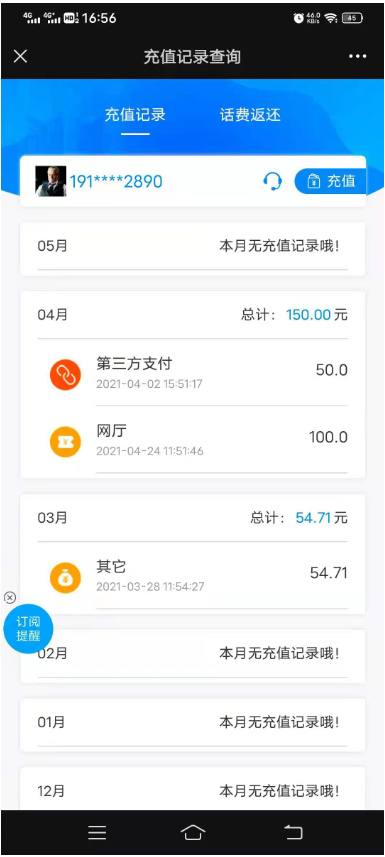 4G 4G+ HD 16:56 46.0 KB/s 45
充值记录查询
充值记录 话费返还
191****2890 充值
05月 本月无充值记录哦!
04月 总计: 150.00 元
第三方支付 50.0
2021-04-02 15:51:17
网厅 100.0
2021-04-24 11:51:46
03月 总计: 54.71 元
其它 54.71
2021-03-28 11:54:27
订阅
提醒
02月 本月无充值记录哦!
01月 本月无充值记录哦!
12月 本月无充值记录哦!